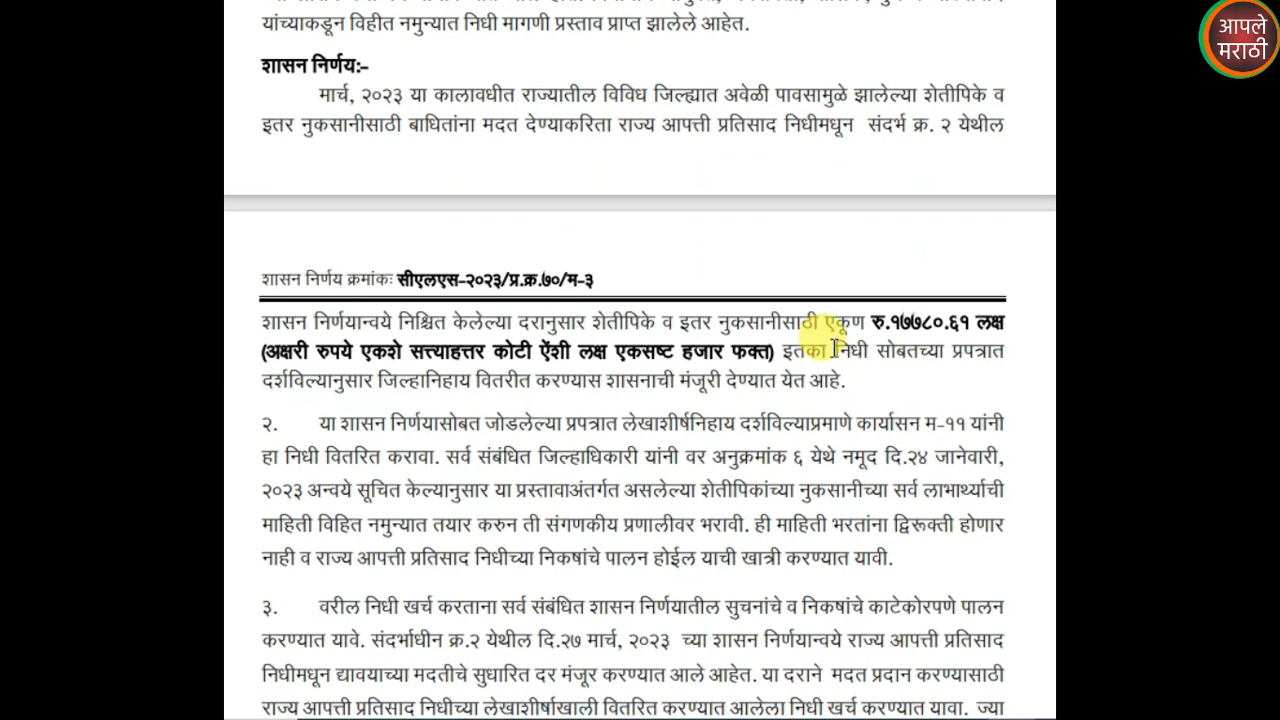 यांच्याकडून विहीत नमुन्यात निधी मागणी प्रस्ताव प्राप्त झालेले आहेत.
आपले
मराठी
शासन निर्णय:-
मार्च, २०२३ या कालावधीत राज्यातील विविध जिल्ह्यात अवेळी पावसामुळे झालेल्या शेतीपिके व
इतर नुकसानीसाठी बाधितांना मदत देण्याकरिता राज्य आपत्ती प्रतिसाद निधीमधून संदर्भ क्र. २ येथील
शासन निर्णय क्रमांकः सीएलएस-२०२३/प्र.क्र.७०/म-३
शासन निर्णयान्वये निश्चित केलेल्या दरानुसार शेतीपिके व इतर नुकसानीसाठी एकूण रु.१७७८०.६१ लक्ष
(अक्षरी रुपये एकशे सत्त्याहत्तर कोटी ऐंशी लक्ष एकसष्ट हजार फक्त) इतका निधी सोबतच्या प्रपत्रात
दर्शविल्यानुसार जिल्हानिहाय वितरीत करण्यास शासनाची मंजूरी देण्यात येत आहे.
२. या शासन निर्णयासोबत जोडलेल्या प्रपत्रात लेखाशीर्षनिहाय दर्शविल्याप्रमाणे कार्यासन म-११ यांनी
हा निधी वितरित करावा. सर्व संबंधित जिल्हाधिकारी यांनी वर अनुक्रमांक ६ येथे नमूद दि.२४ जानेवारी,
२०२३ अन्वये सूचित केल्यानुसार या प्रस्तावाअंतर्गत असलेल्या शेतीपिकांच्या नुकसानीच्या सर्व लाभार्थ्याची
माहिती विहित नमुन्यात तयार करुन ती संगणकीय प्रणालीवर भरावी. ही माहिती भरतांना द्विरूक्ती होणार
नाही व राज्य आपत्ती प्रतिसाद निधीच्या निकषांचे पालन होईल याची खात्री करण्यात यावी.
३. वरील निधी खर्च करताना सर्व संबंधित शासन निर्णयातील सुचनांचे व निकषांचे काटेकोरपणे पालन
करण्यात यावे. संदर्भाधीन क्र.२ येथील दि.२७ मार्च, २०२३ च्या शासन निर्णयान्वये राज्य आपत्ती प्रतिसाद
निधीमधून द्यावयाच्या मदतीचे सुधारित दर मंजूर करण्यात आले आहेत. या दराने मदत प्रदान करण्यासाठी
राज्य आपत्ती प्रतिसाद निधीच्या लेखाशीर्षाखाली वितरित करण्यात आलेला निधी खर्च करण्यात यावा. ज्या